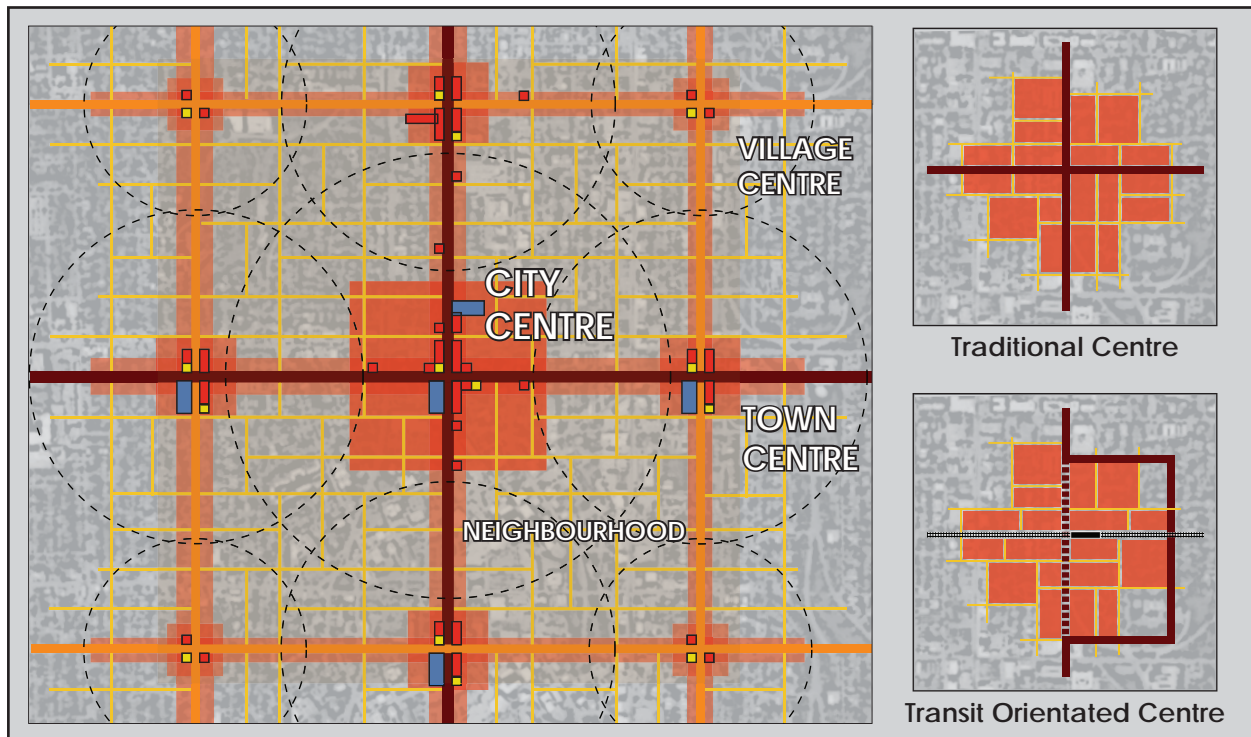 VILLAGE
CENTRE
CITY
CENTRE
TOWN
CENTRE
NEIGHBOURHOOD
Traditional Centre
Transit Orientated Centre